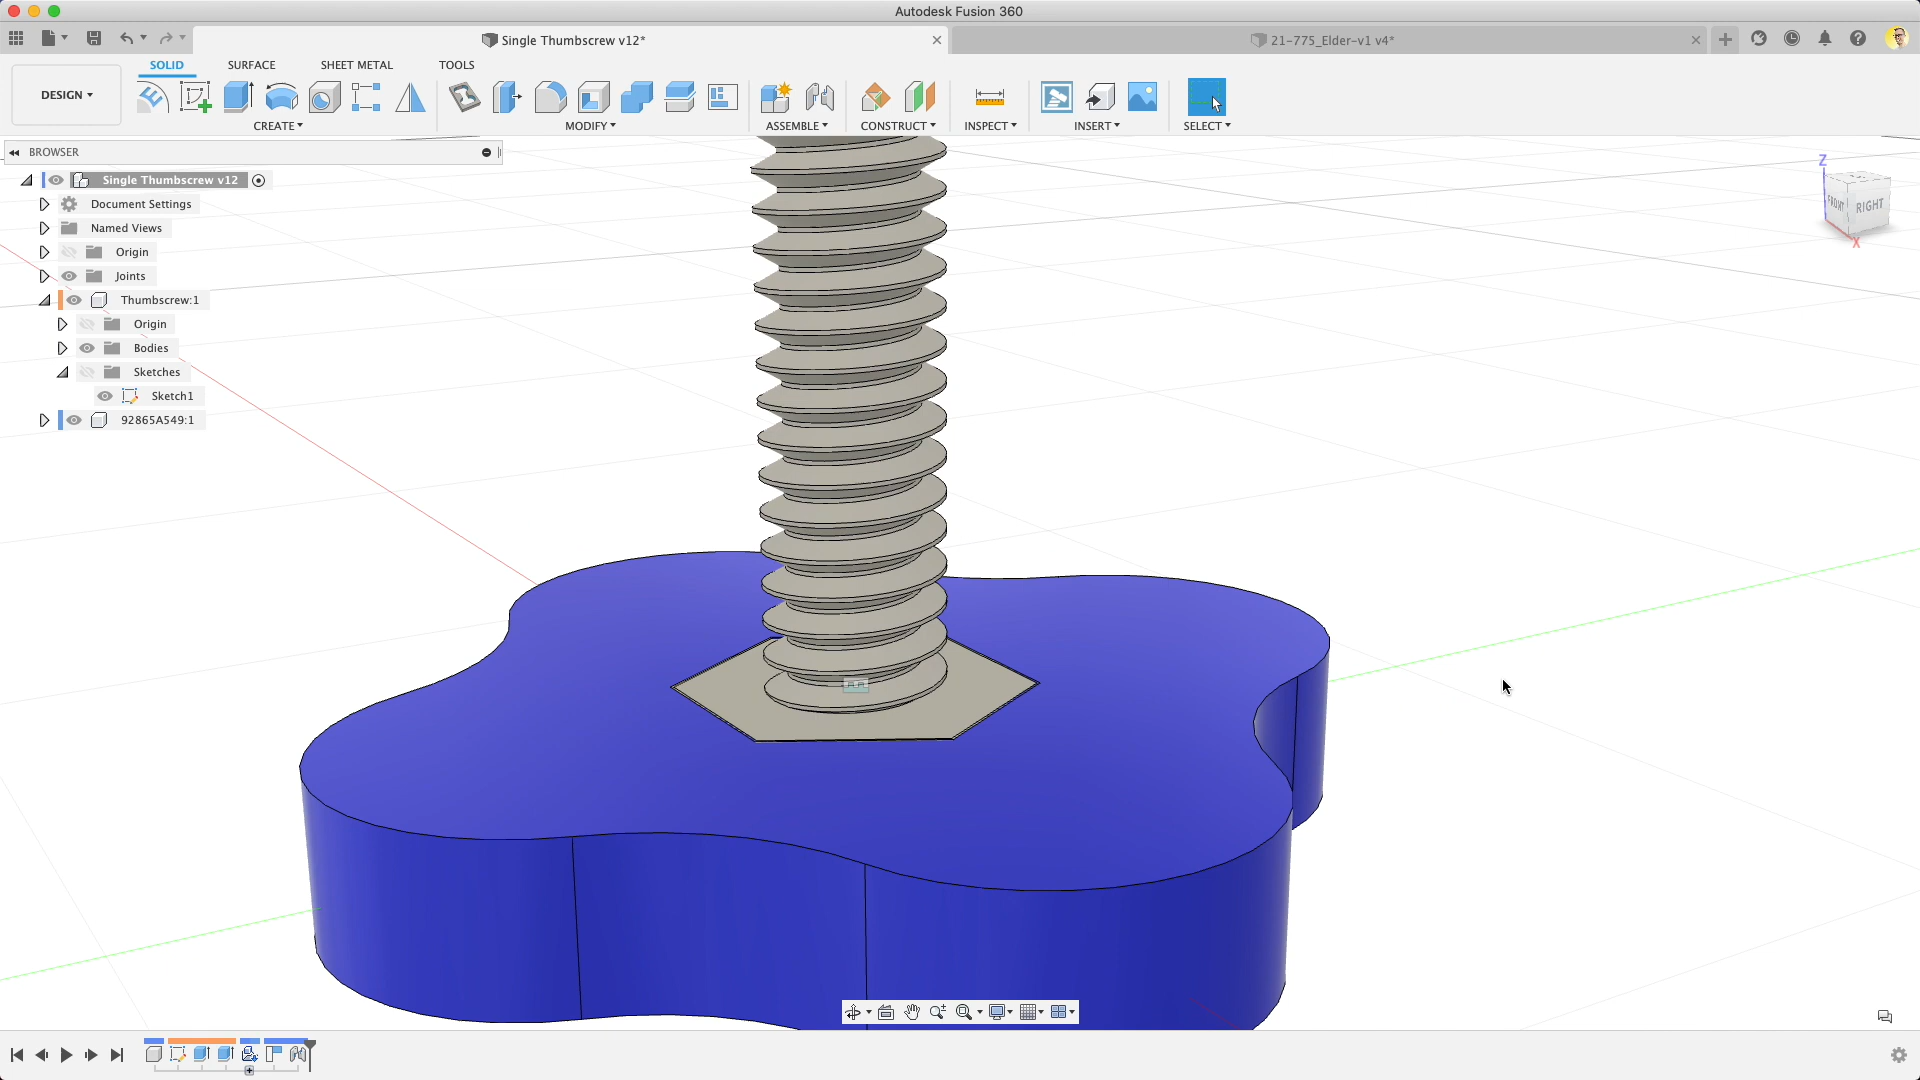 Autodesk Fusion 360
Single Thumbscrew v12*
21-775_Elder-v1 v4*
SOLID SURFACE SHEET METAL TOOLS
DESIGN
CREATE MODIFY ASSEMBLE CONSTRUCT INSPECT INSERT SELECT
BROWSER
Single Thumbscrew v12
Document Settings
Named Views
Origin
Joints
Thumbscrew:1
Origin
Bodies
Sketches
Sketch1
92865A549:1
Z
FRONT
RIGHT
X